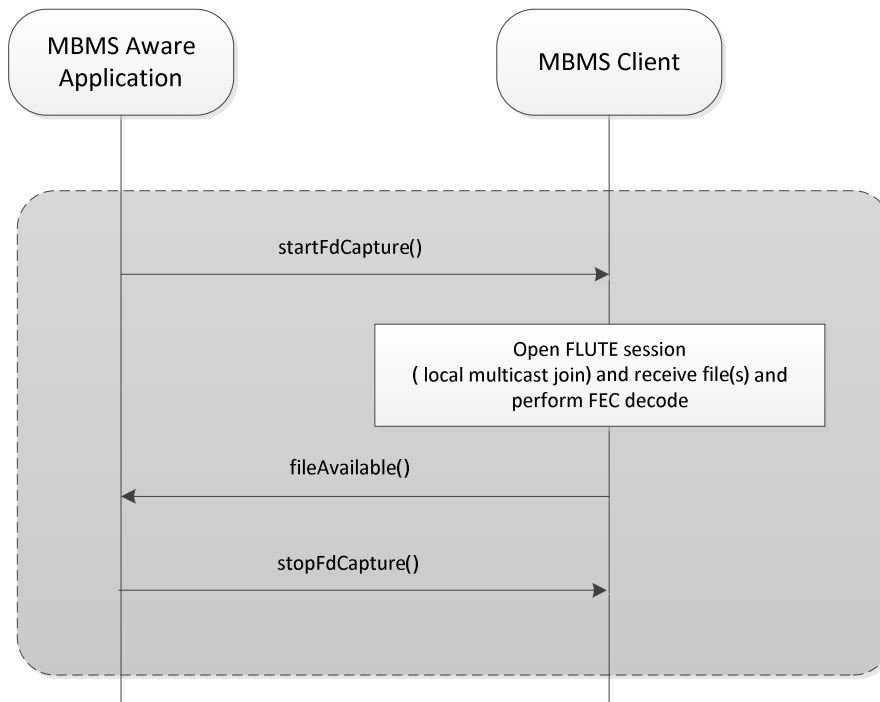 MBMS Aware
Application
MBMS Client
startFdCapture()
Open FLUTE session
( local multicast join) and receive file(s) and
perform FEC decode
fileAvailable()
stopFdCapture()